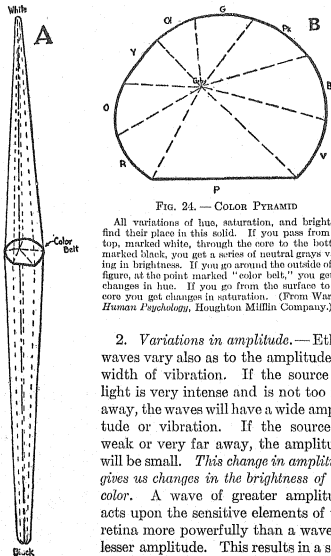 White
A
B
G
Ol
Pk
Y
B
O
V
R
P
Color
Belt
Black
FIG. 24. — COLOR PYRAMID
All variations of hue, saturation, and bright
find their place in this solid. If you pass from
top, marked white, through the core to the bott
marked black, you get a series of neutral grays va
ing in brightness. If you go around the outside of
figure, at the point marked "color belt," you get
changes in hue. If you go from the surface to
core you get changes in saturation. (From War
Human Psychology, Houghton Mifflin Company.)
2. Variations in amplitude. — Eth
waves vary also as to the amplitude
width of vibration. If the source
light is very intense and is not too
away, the waves will have a wide amp
tude or vibration. If the source
weak or very far away, the amplitu
will be small. This change in amplit
gives us changes in the brightness of
color. A wave of greater amplitu
acts upon the sensitive elements of t
retina more powerfully than a wave
lesser amplitude. This results in a s